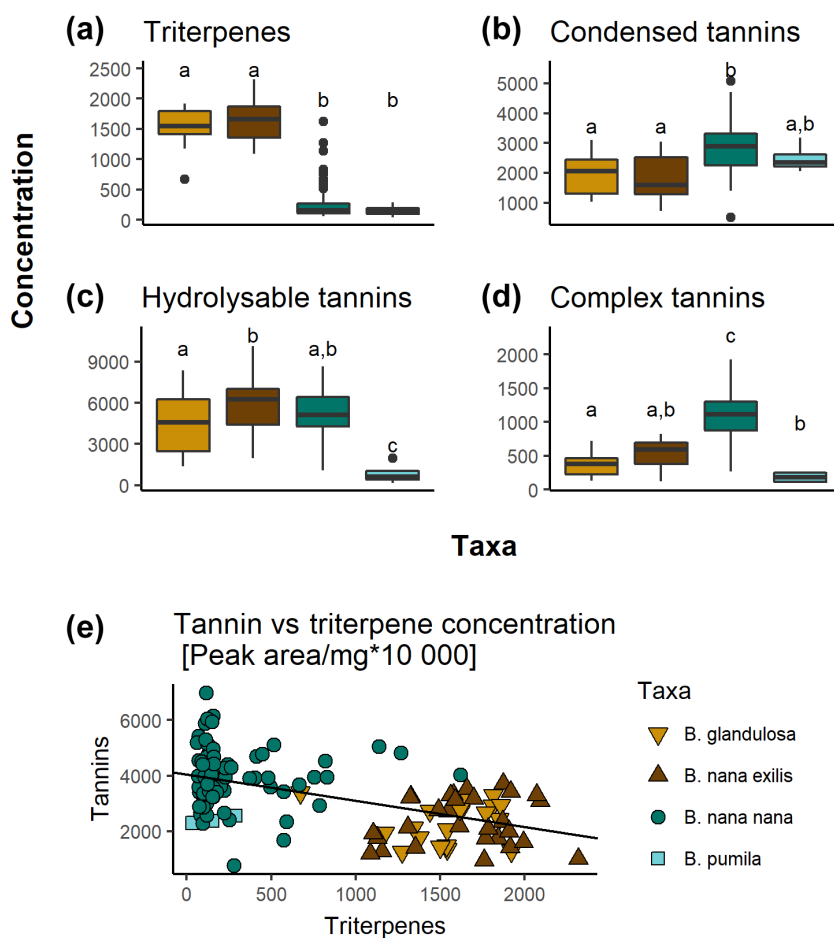 (a) Triterpenes
2500
2000
1500
1000
500
0
a a b b
(b) Condensed tannins
5000
4000
3000
2000
1000
a a b a,b
Concentration
(c) Hydrolysable tannins
9000
6000
3000
0
a b a,b c
(d) Complex tannins
2000
1500
1000
500
0
a a,b c b
Taxa
(e) Tannin vs triterpene concentration
[Peak area/mg*10 000]
Tannins
6000
4000
2000
0 500 1000 1500 2000
Triterpenes
Taxa
B. glandulosa
B. nana exilis
B. nana nana
B. pumila